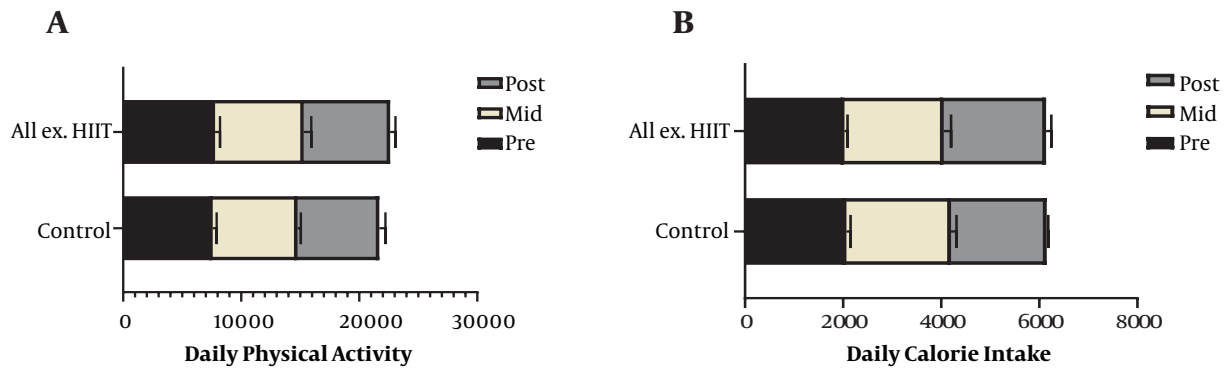 A
Post
Mid
Pre
All ex. HIIT
Control
0 10000 20000 30000
Daily Physical Activity
B
Post
Mid
Pre
All ex. HIIT
Control
0 2000 4000 6000 8000
Daily Calorie Intake